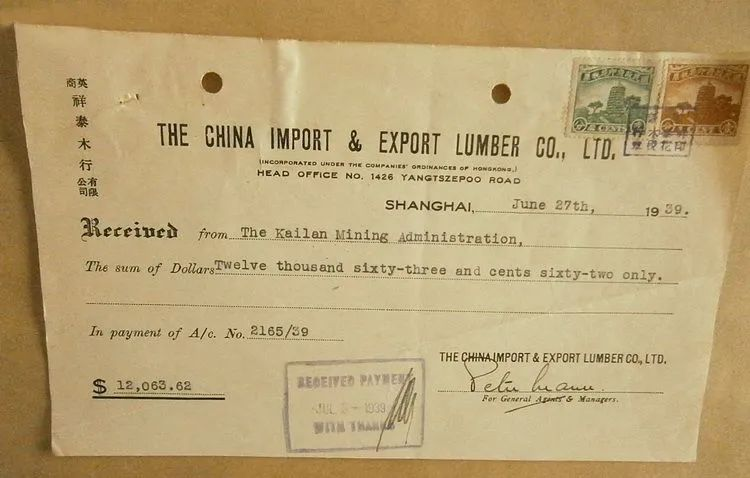 英商
祥泰木行
有限公司
THE CHINA IMPORT & EXPORT LUMBER CO., LTD.
(INCORPORATED UNDER THE COMPANIES' ORDINANCES OF HONGKONG.)
HEAD OFFICE NO. 1426 YANGTSZEPOO ROAD
SHANGHAI, June 27th, 1939.
Received from The Kailan Mining Administration,
The sum of Dollars Twelve thousand sixty-three and cents sixty-two only.
In payment of A/c. No. 2165/39
THE CHINA IMPORT & EXPORT LUMBER CO., LTD.
$ 12,063.62
For General Agents & Managers.
RECEIVED PAYMENT
JUL - 1939
WITH THANKS
CENTS
CENT